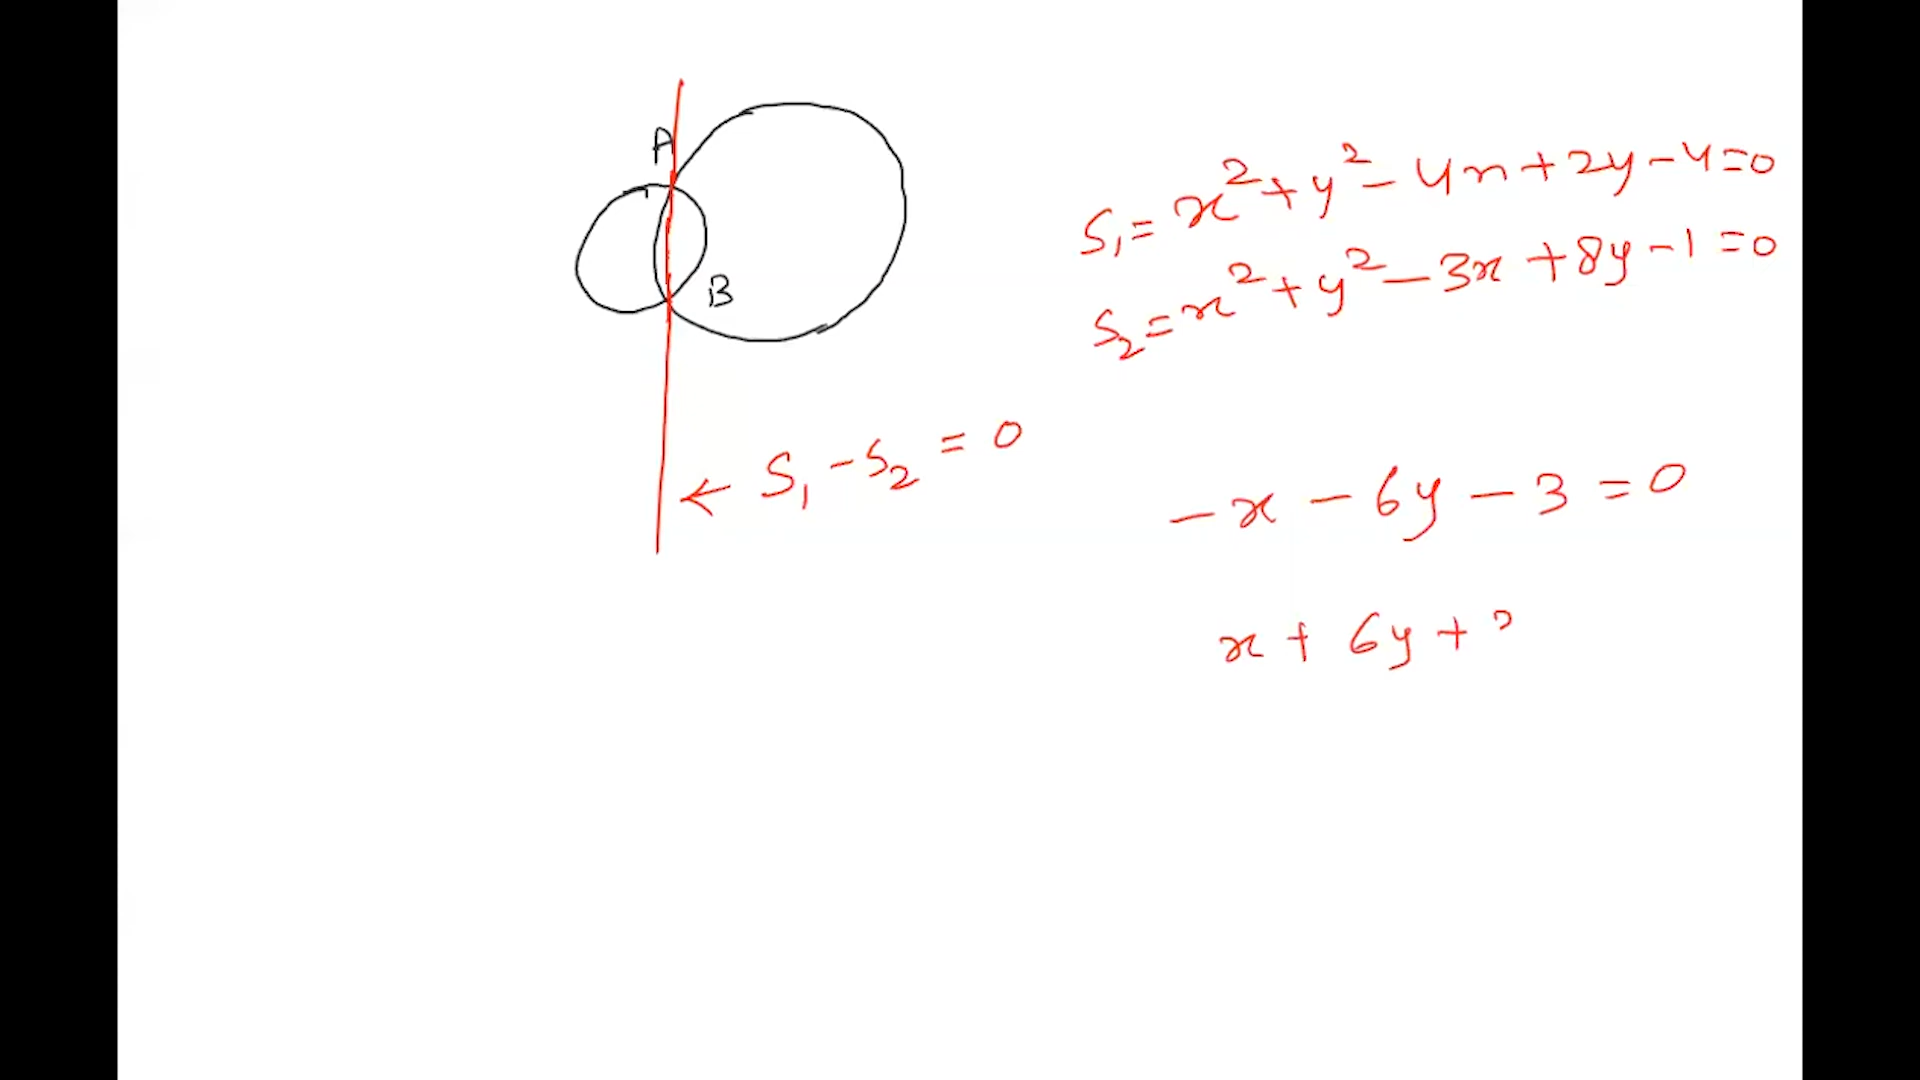 A
B
S₁ = x² + y² - 4x + 2y - 4 = 0
S₂ = x² + y² - 3x + 8y - 1 = 0
← S₁ - S₂ = 0
- x - 6y - 3 = 0
x + 6y +